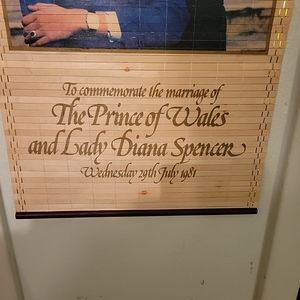 To commemorate the marriage of
The Prince of Wales
and Lady Diana Spencer
Wednesday 29th July 1981